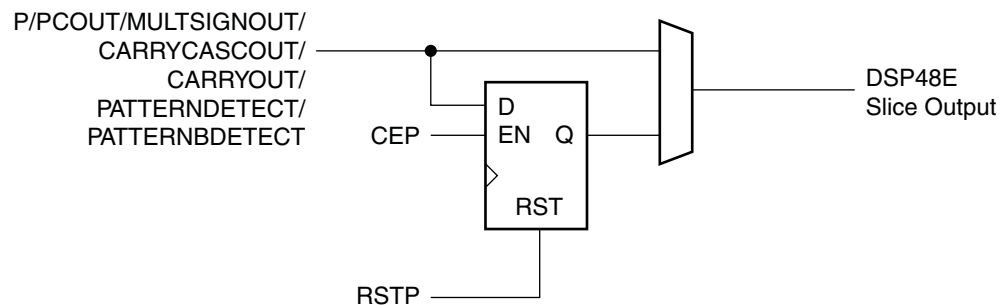 P/PCOUT/MULTSIGNOUT/
CARRYCASCOUT/
CARRYOUT/
PATTERNDETECT/
PATTERNBDETECT
CEP
D
EN Q
RST
RSTP
DSP48E
Slice Output